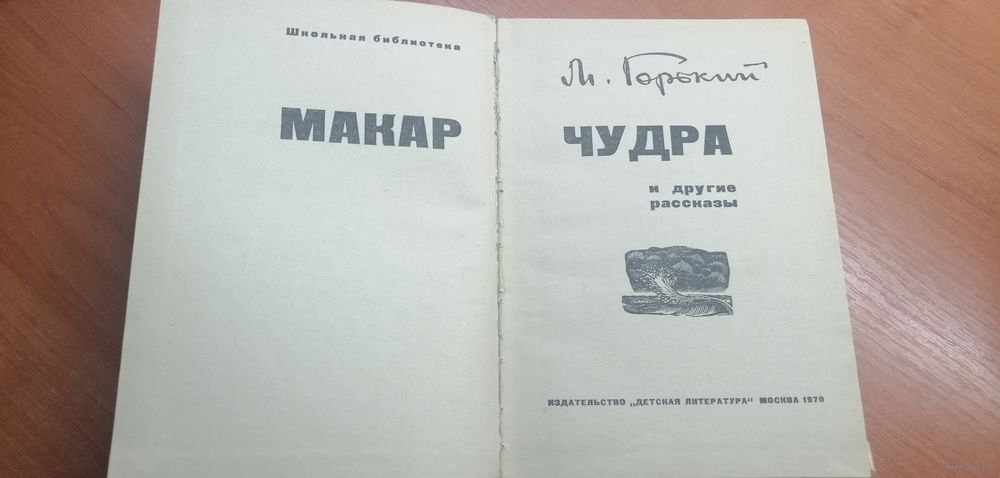 Школьная библиотека
МАКАР
М. Горький
ЧУДРА
и другие
рассказы
ИЗДАТЕЛЬСТВО „ДЕТСКАЯ ЛИТЕРАТУРА“ МОСКВА 1970